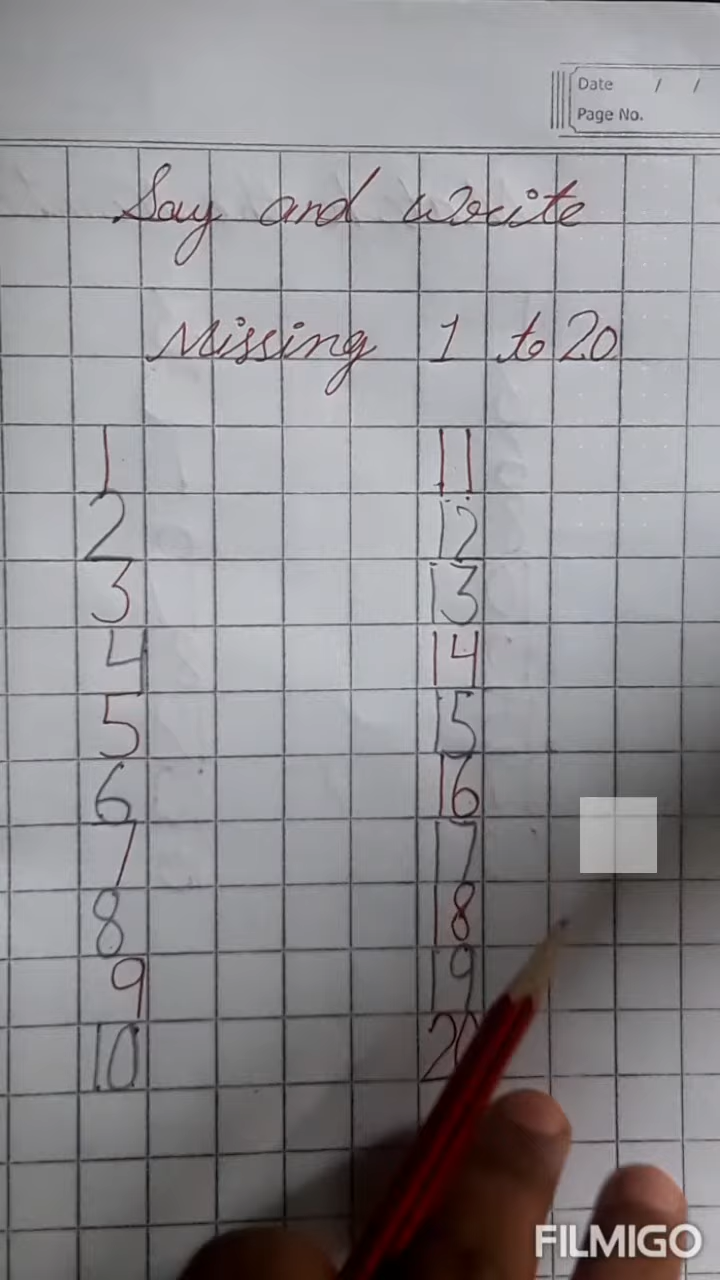 Date / /
Page No.
Say and Write
Missing 1 to 20
1 11
2 12
3 13
4 14
5 15
6 16
7 17
8 18
9 19
10 20
FILMIGO